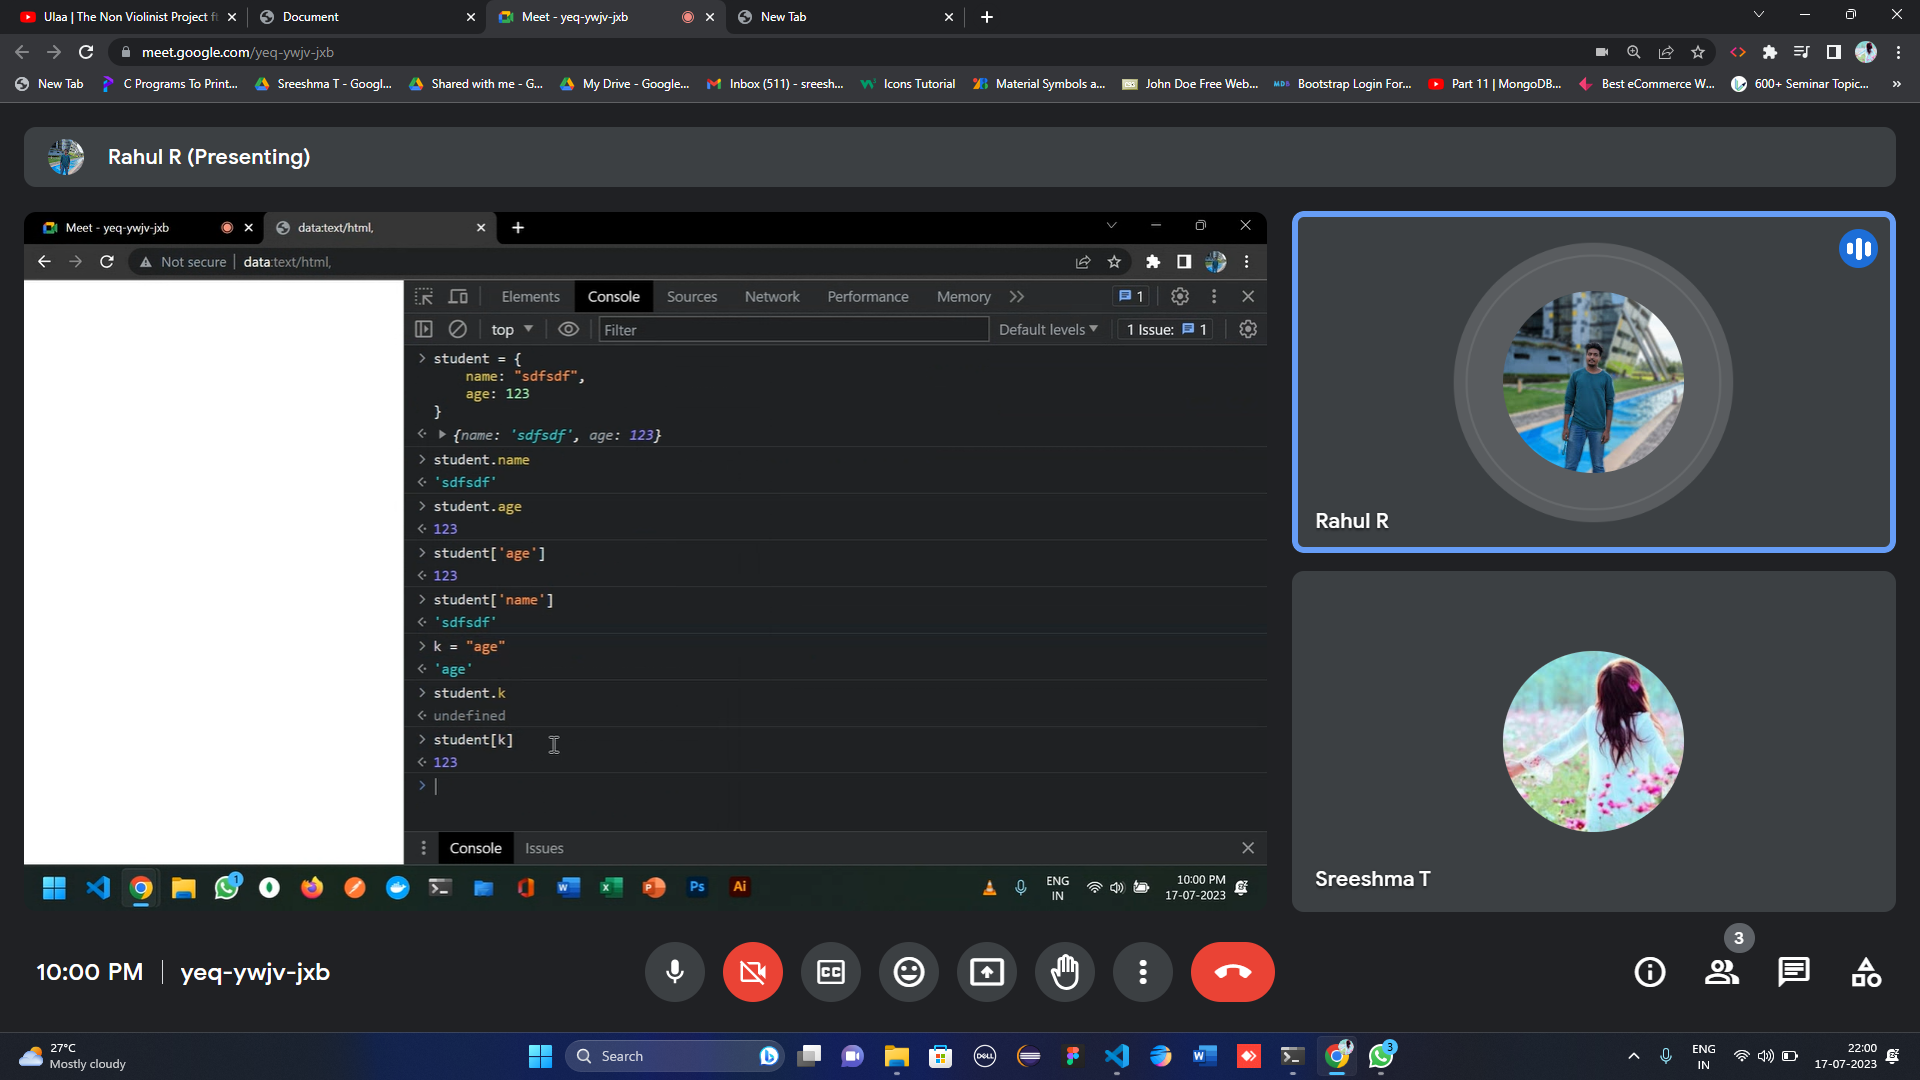 Ulaa | The Non Violinist Project ft
Document
Meet - yeq-ywjv-jxb
New Tab
meet.google.com/yeq-ywjv-jxb
New Tab
C Programs To Print...
Sreeshma T - Googl...
Shared with me - G...
My Drive - Google...
Inbox (511) - sreesh...
Icons Tutorial
Material Symbols a...
John Doe Free Web...
Bootstrap Login For...
Part 11 | MongoDB...
Best eCommerce W...
600+ Seminar Topic...
»
Rahul R (Presenting)
Meet - yeq-ywjv-jxb
data:text/html,
Not secure | data:text/html,
Elements
Console
Sources
Network
Performance
Memory
1
top
Filter
Default levels
1 Issue: 1
student = {
name: "sdfsdf",
age: 123
}
{name: 'sdfsdf', age: 123}
student.name
'sdfsdf'
student.age
123
student['age']
123
student['name']
'sdfsdf'
k = "age"
'age'
student.k
undefined
student[k]
123
Console
Issues
1
W
X
P
Ps
Ai
ENG
IN
10:00 PM
17-07-2023
Rahul R
Sreeshma T
10:00 PM | yeq-ywjv-jxb
CC
3
27°C
Mostly cloudy
Search
DELL
W
3
ENG
IN
22:00
17-07-2023